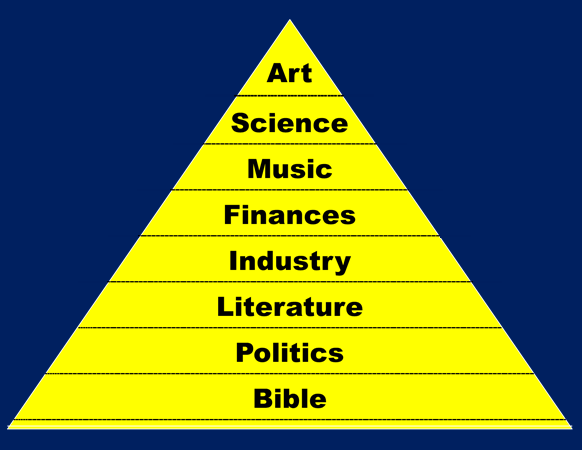 Art
Science
Music
Finances
Industry
Literature
Politics
Bible